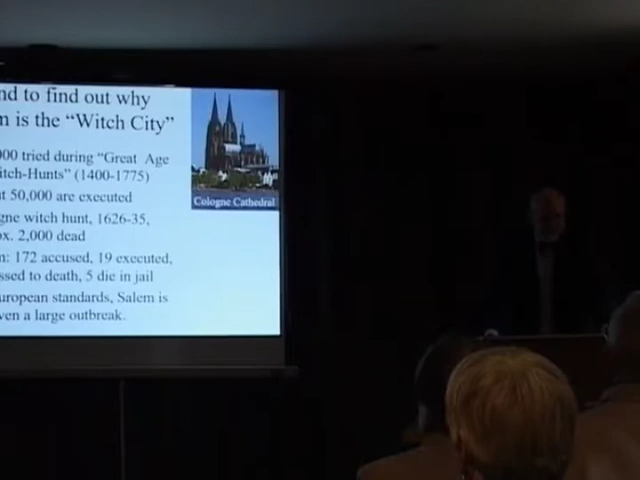 nd to find out why
m is the “Witch City”
000 tried during “Great Age
itch-Hunts” (1400-1775)
t 50,000 are executed
gne witch hunt, 1626-35,
ox. 2,000 dead
m: 172 accused, 19 executed,
ssed to death, 5 die in jail
uropean standards, Salem is
ven a large outbreak.
Cologne Cathedral